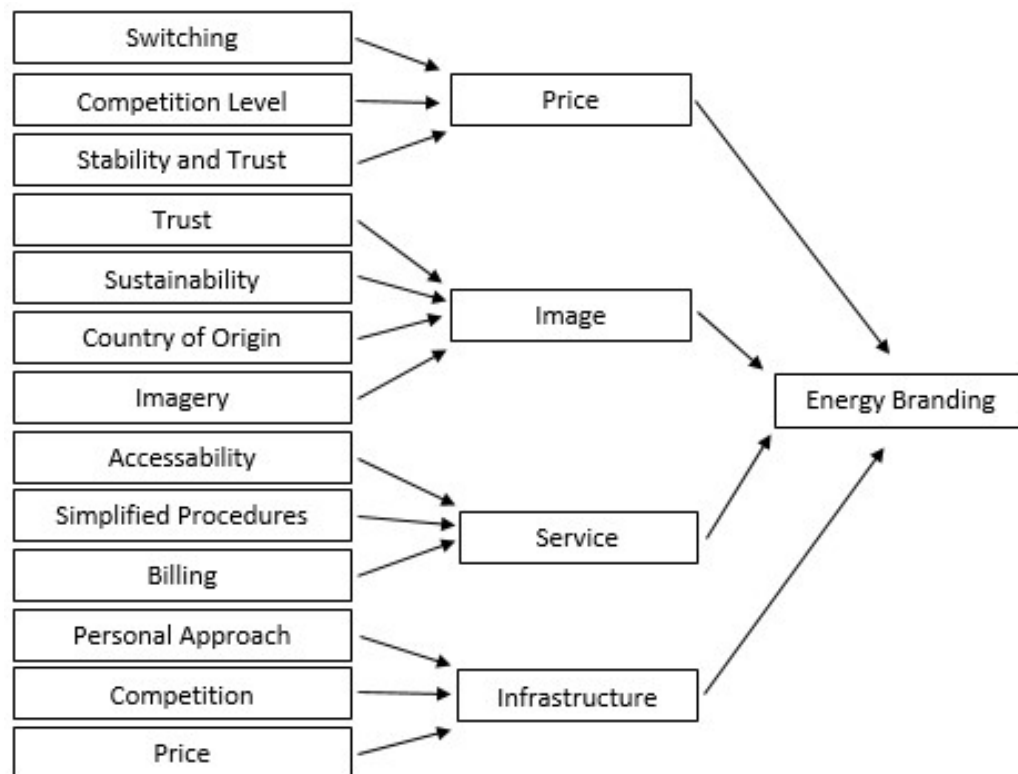 Switching
Competition Level
Stability and Trust
Trust
Sustainability
Country of Origin
Imagery
Accessability
Simplified Procedures
Billing
Personal Approach
Competition
Price
Price
Image
Service
Infrastructure
Energy Branding